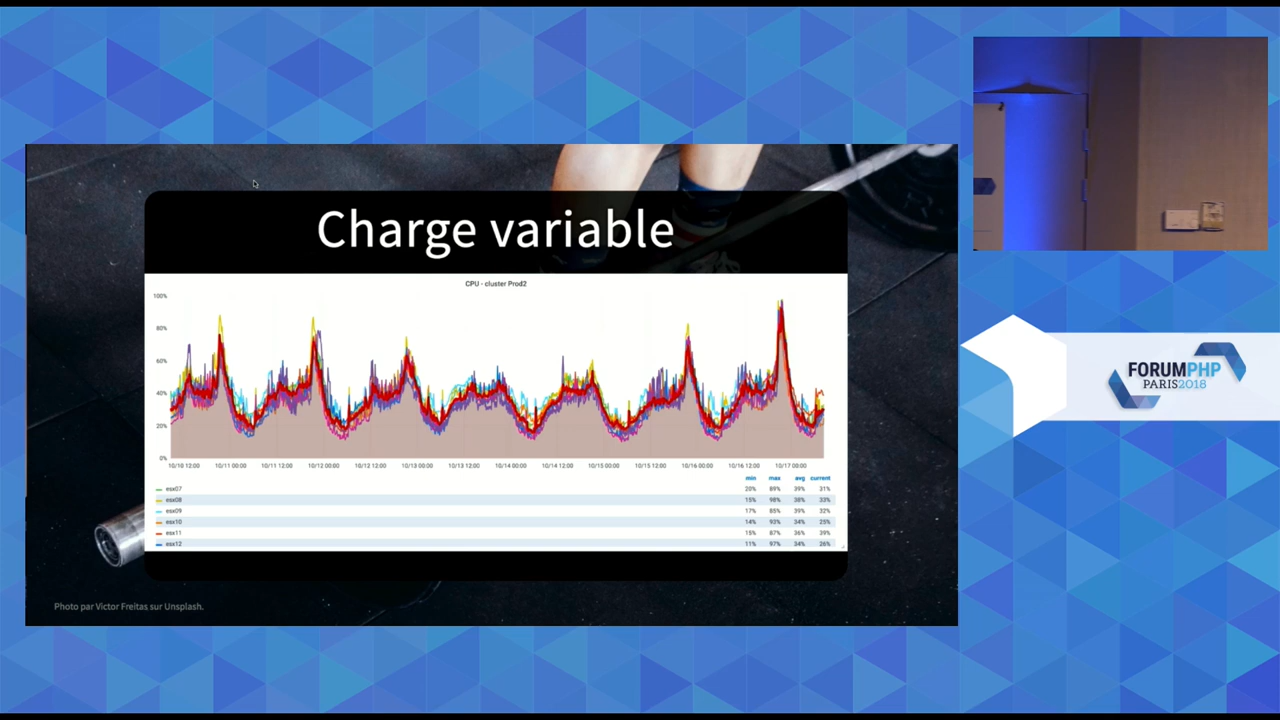 Charge variable
CPU - cluster Prod2
100%
80%
60%
40%
20%
0%
10/10 12:00 10/11 00:00 10/11 12:00 10/12 00:00 10/12 12:00 10/13 00:00 10/13 12:00 10/14 00:00 10/14 12:00 10/15 00:00 10/15 12:00 10/16 00:00 10/16 12:00 10/17 00:00
min max avg current
esx07 20% 89% 39% 31%
esx08 15% 98% 38% 33%
esx09 17% 85% 39% 32%
esx10 14% 93% 34% 25%
esx11 15% 87% 36% 39%
esx12 11% 97% 34% 26%
Photo par Victor Freitas sur Unsplash.
FORUMPHP
PARIS2018